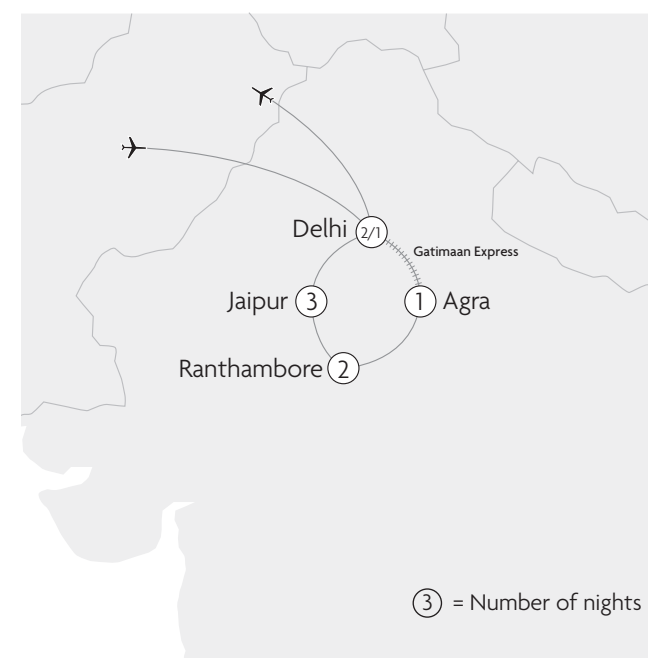 Delhi 2/1
Gatimaan Express
Jaipur 3
1 Agra
Ranthambore 2
3 = Number of nights